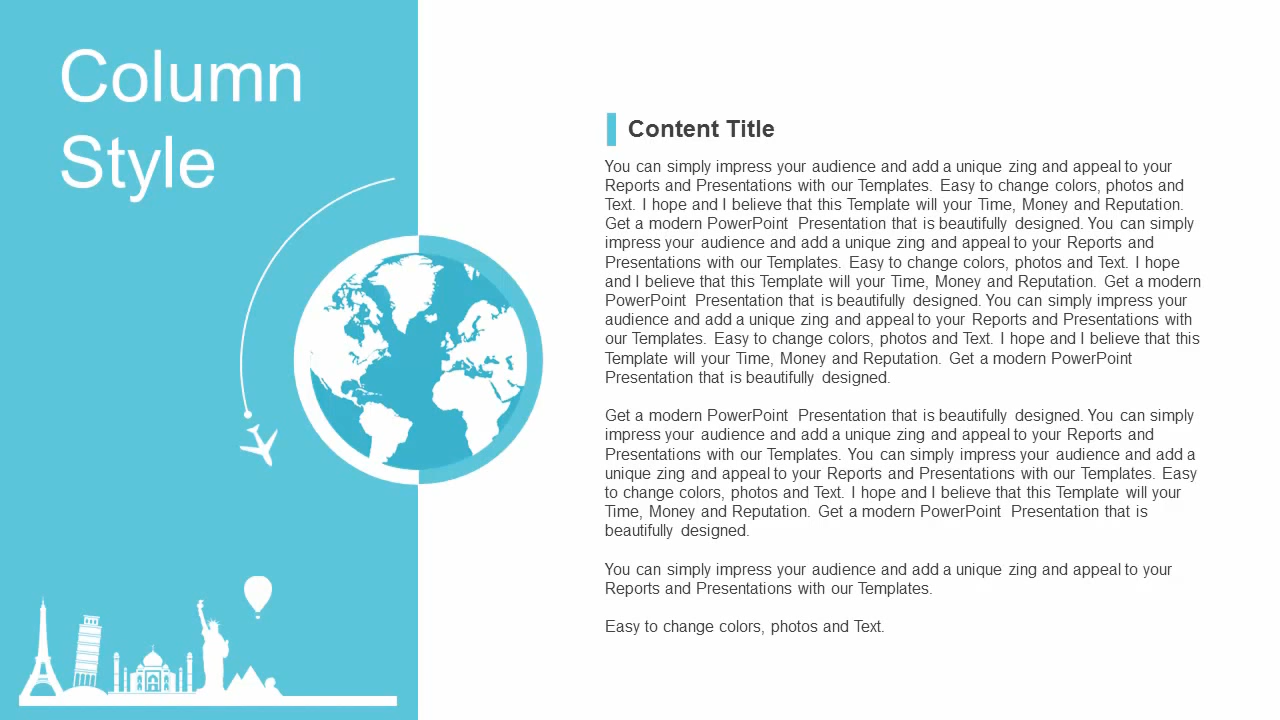 Column
Style
Content Title
You can simply impress your audience and add a unique zing and appeal to your
Reports and Presentations with our Templates. Easy to change colors, photos and
Text. I hope and I believe that this Template will your Time, Money and Reputation.
Get a modern PowerPoint Presentation that is beautifully designed. You can simply
impress your audience and add a unique zing and appeal to your Reports and
Presentations with our Templates. Easy to change colors, photos and Text. I hope
and I believe that this Template will your Time, Money and Reputation. Get a modern
PowerPoint Presentation that is beautifully designed. You can simply impress your
audience and add a unique zing and appeal to your Reports and Presentations with
our Templates. Easy to change colors, photos and Text. I hope and I believe that this
Template will your Time, Money and Reputation. Get a modern PowerPoint
Presentation that is beautifully designed.
Get a modern PowerPoint Presentation that is beautifully designed. You can simply
impress your audience and add a unique zing and appeal to your Reports and
Presentations with our Templates. You can simply impress your audience and add a
unique zing and appeal to your Reports and Presentations with our Templates. Easy
to change colors, photos and Text. I hope and I believe that this Template will your
Time, Money and Reputation. Get a modern PowerPoint Presentation that is
beautifully designed.
You can simply impress your audience and add a unique zing and appeal to your
Reports and Presentations with our Templates.
Easy to change colors, photos and Text.